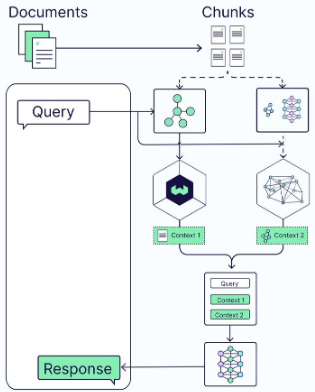 Documents
Chunks
Query
Context 1
Context 2
Query
Context 1
Context 2
Response